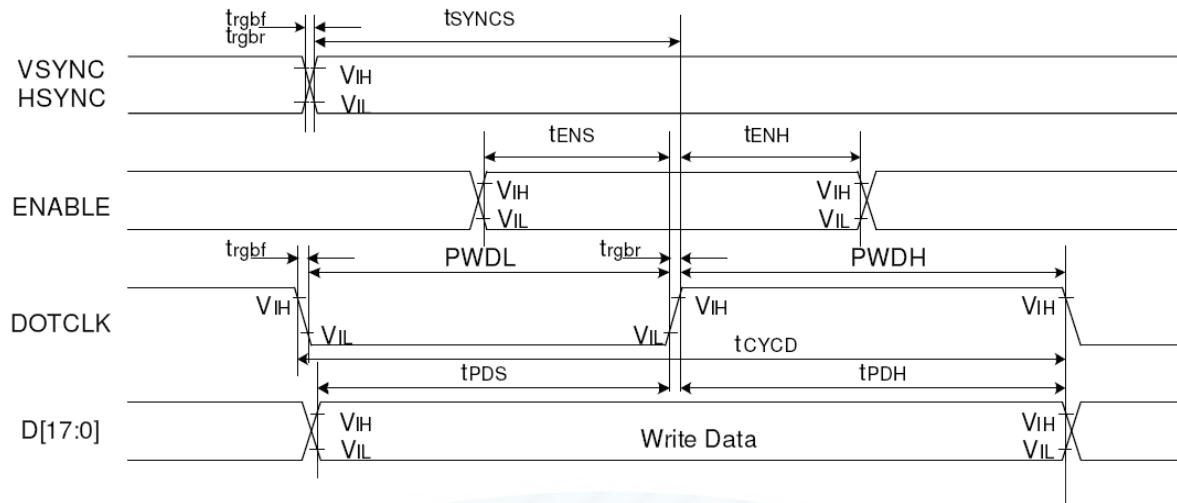 trgbf
trgbr
tSYNCS
VSYNC
HSYNC
VIH
VIL
tENS
tENH
ENABLE
VIH
VIL
VIH
VIL
trgbf
PWDL
trgbr
PWDH
DOTCLK
VIH
VIL
VIL
VIH
VIH
tCYCD
tPDS
tPDH
D[17:0]
VIH
VIL
Write Data
VIH
VIL